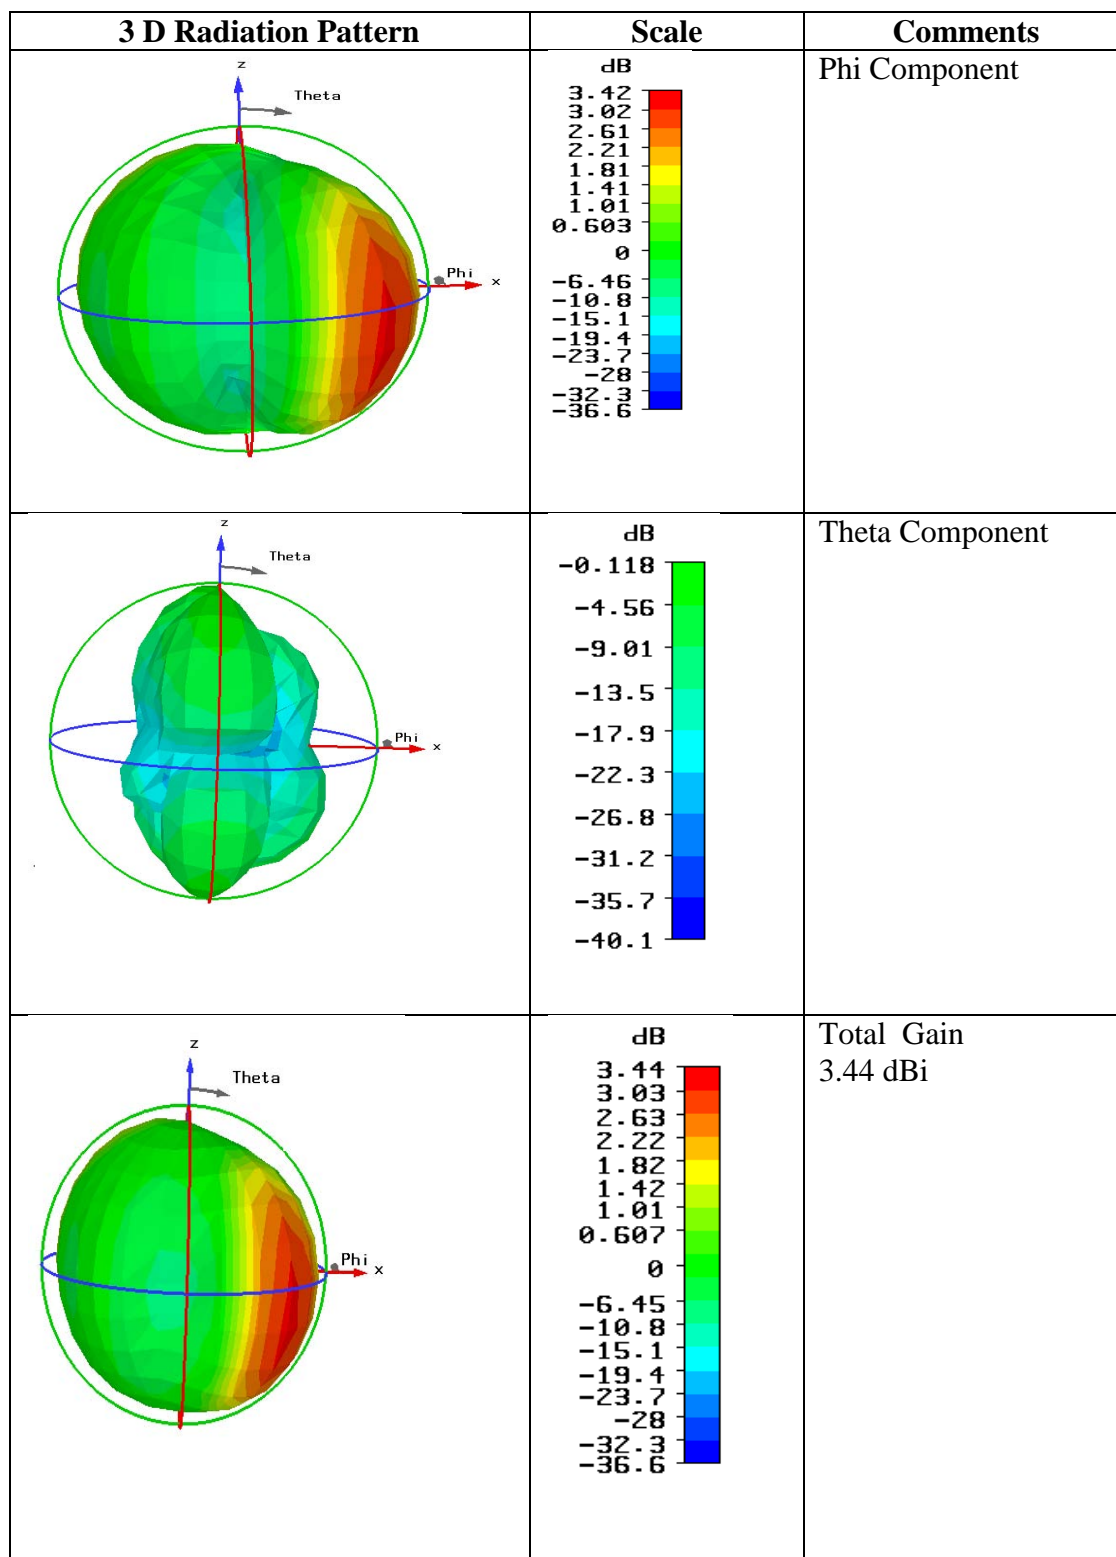 3 D Radiation Pattern Scale Comments
z
Theta
Phi
x
dB
3.42
3.02
2.61
2.21
1.81
1.41
1.01
0.603
0
-6.46
-10.8
-15.1
-19.4
-23.7
-28
-32.3
-36.6
Phi Component
z
Theta
Phi
x
dB
-0.118
-4.56
-9.01
-13.5
-17.9
-22.3
-26.8
-31.2
-35.7
-40.1
Theta Component
z
Theta
Phi
x
dB
3.44
3.03
2.63
2.22
1.82
1.42
1.01
0.607
0
-6.45
-10.8
-15.1
-19.4
-23.7
-28
-32.3
-36.6
Total Gain
3.44 dBi